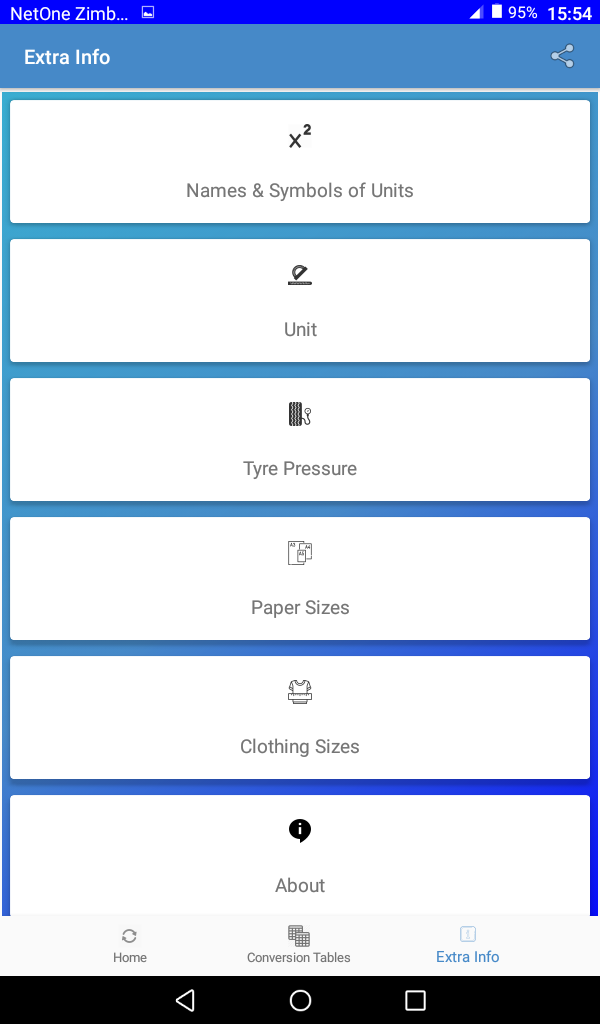 NetOne Zimb... 95% 15:54
Extra Info
x²
Names & Symbols of Units
Unit
Tyre Pressure
A3 A4
A5
Paper Sizes
Clothing Sizes
i
About
Home Conversion Tables Extra Info